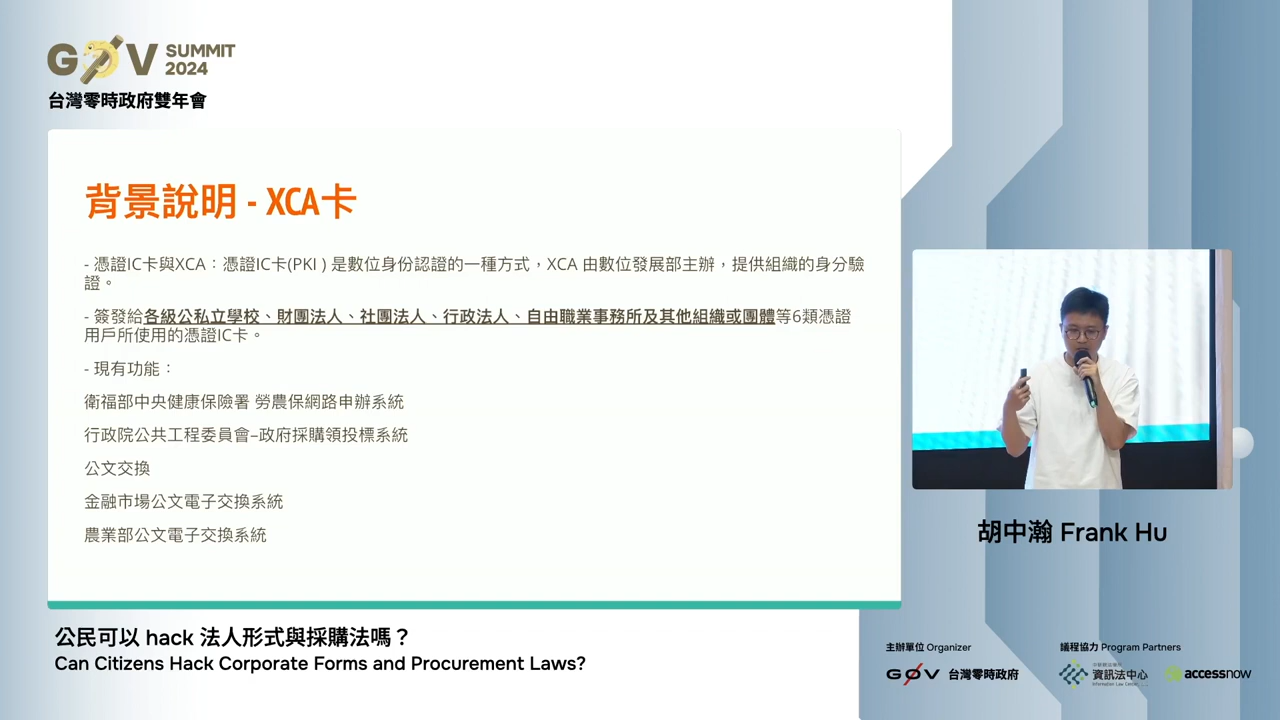 G0V SUMMIT 2024
台灣零時政府雙年會
背景說明 - XCA卡
- 憑證IC卡與XCA：憑證IC卡(PKI ) 是數位身份認證的一種方式，XCA 由數位發展部主辦，提供組織的身分驗
證。
- 簽發給各級公私立學校、財團法人、社團法人、行政法人、自由職業事務所及其他組織或團體等6類憑證
用戶所使用的憑證IC卡。
- 現有功能：
衛福部中央健康保險署 勞農保網路申辦系統
行政院公共工程委員會–政府採購領投標系統
公文交換
金融市場公文電子交換系統
農業部公文電子交換系統
胡中瀚 Frank Hu
公民可以 hack 法人形式與採購法嗎？
Can Citizens Hack Corporate Forms and Procurement Laws?
主辦單位 Organizer
G0V 台灣零時政府
議程協力 Program Partners
資訊法中心
Information Law Center
accessnow